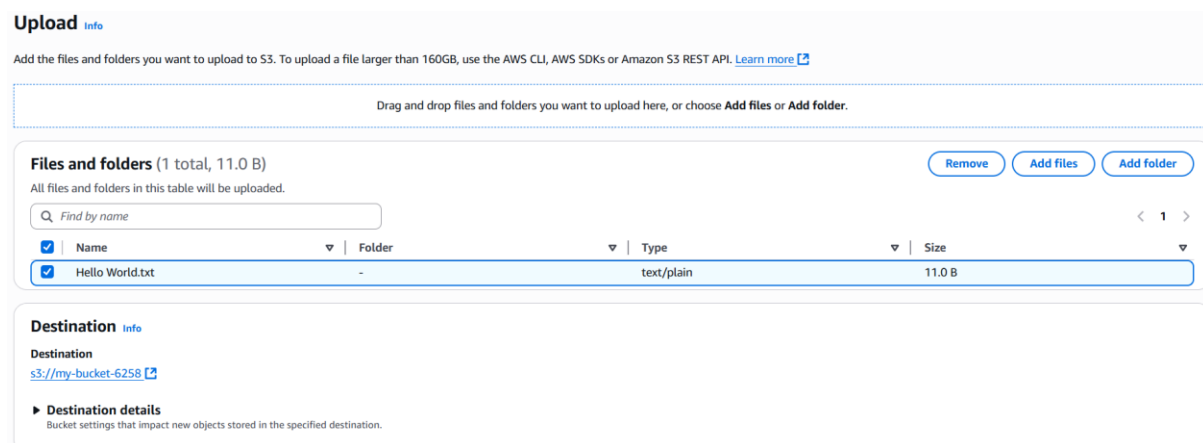 Upload Info
Add the files and folders you want to upload to S3. To upload a file larger than 160GB, use the AWS CLI, AWS SDKs or Amazon S3 REST API. Learn more
Drag and drop files and folders you want to upload here, or choose Add files or Add folder.
Files and folders (1 total, 11.0 B)
Remove Add files Add folder
All files and folders in this table will be uploaded.
Find by name
1
Name Folder Type Size
Hello World.txt - text/plain 11.0 B
Destination Info
Destination
s3://my-bucket-6258
Destination details
Bucket settings that impact new objects stored in the specified destination.